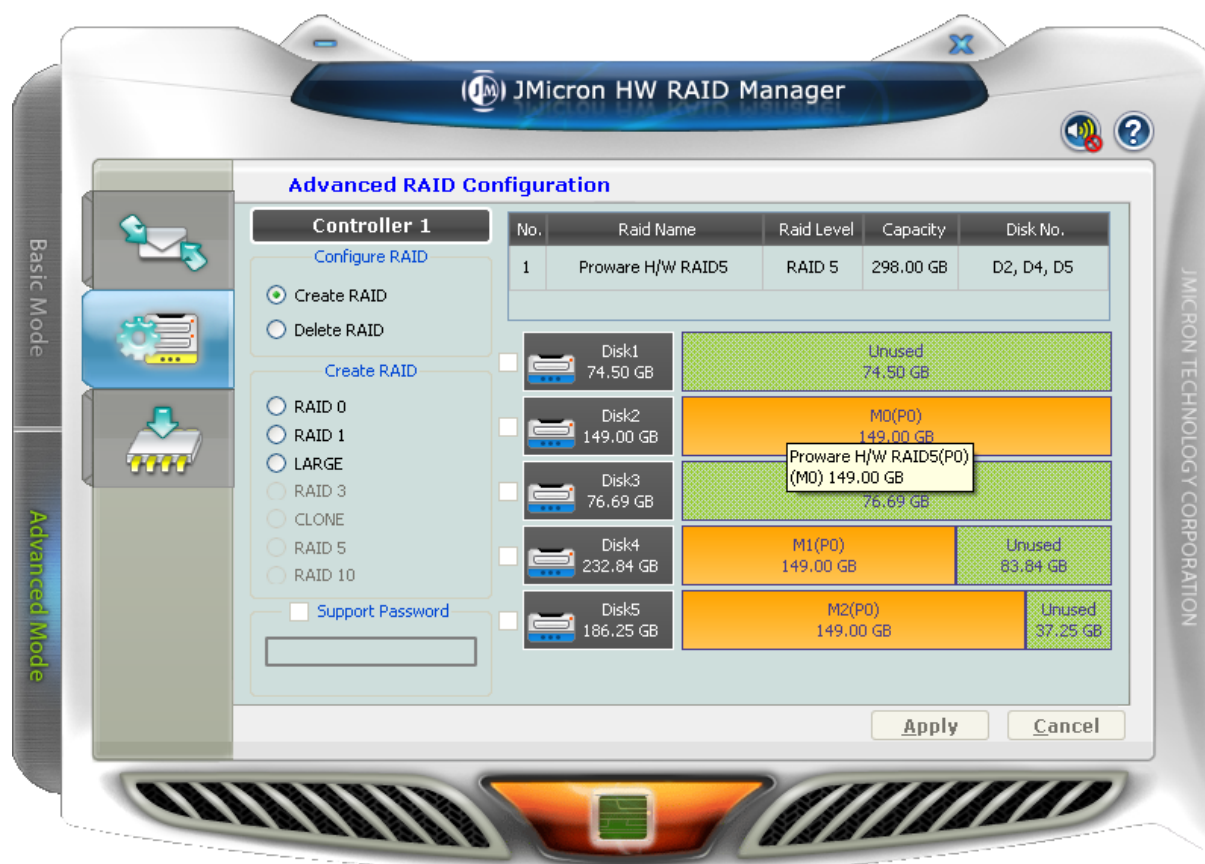 JM JMicron HW RAID Manager
?
Basic Mode
Advanced Mode
Advanced RAID Configuration
Controller 1
Configure RAID
Create RAID
Delete RAID
Create RAID
RAID 0
RAID 1
LARGE
RAID 3
CLONE
RAID 5
RAID 10
Support Password
No. Raid Name Raid Level Capacity Disk No.
1 Proware H/W RAID5 RAID 5 298.00 GB D2, D4, D5
Disk1 Unused
74.50 GB 74.50 GB
Disk2 M0(P0)
149.00 GB 149.00 GB
Proware H/W RAID5(P0)
(M0) 149.00 GB
Disk3
76.69 GB 76.69 GB
Disk4 M1(P0) Unused
232.84 GB 149.00 GB 83.84 GB
Disk5 M2(P0) Unused
186.25 GB 149.00 GB 37.25 GB
Apply Cancel
JMICRON TECHNOLOGY CORPORATION